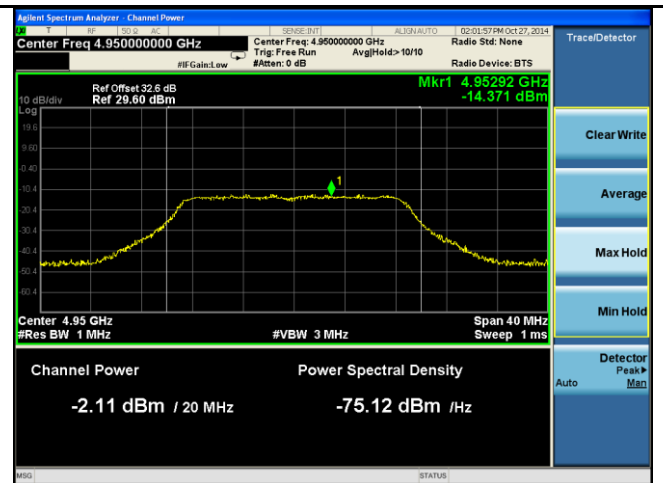 Agilent Spectrum Analyzer - Channel Power
T RF 50 Ω AC SENSE:INT ALIGN AUTO 02:01:57 PM Oct 27, 2014
Center Freq 4.950000000 GHz Center Freq: 4.950000000 GHz Radio Std: None Trace/Detector
Trig: Free Run Avg|Hold:> 10/10
#IFGain:Low #Atten: 0 dB Radio Device: BTS
Ref Offset 32.6 dB Mkr1 4.95292 GHz
10 dB/div Ref 29.60 dBm -14.371 dBm
Log
19.6
Clear Write
9.60
-0.40
1
-10.4
Average
-20.4
-30.4
-40.4
Max Hold
-50.4
-60.4
Min Hold
Center 4.95 GHz Span 40 MHz
#Res BW 1 MHz #VBW 3 MHz Sweep 1 ms
Detector
Channel Power Power Spectral Density Peak▶
Auto Man
-2.11 dBm / 20 MHz -75.12 dBm /Hz
MSG STATUS